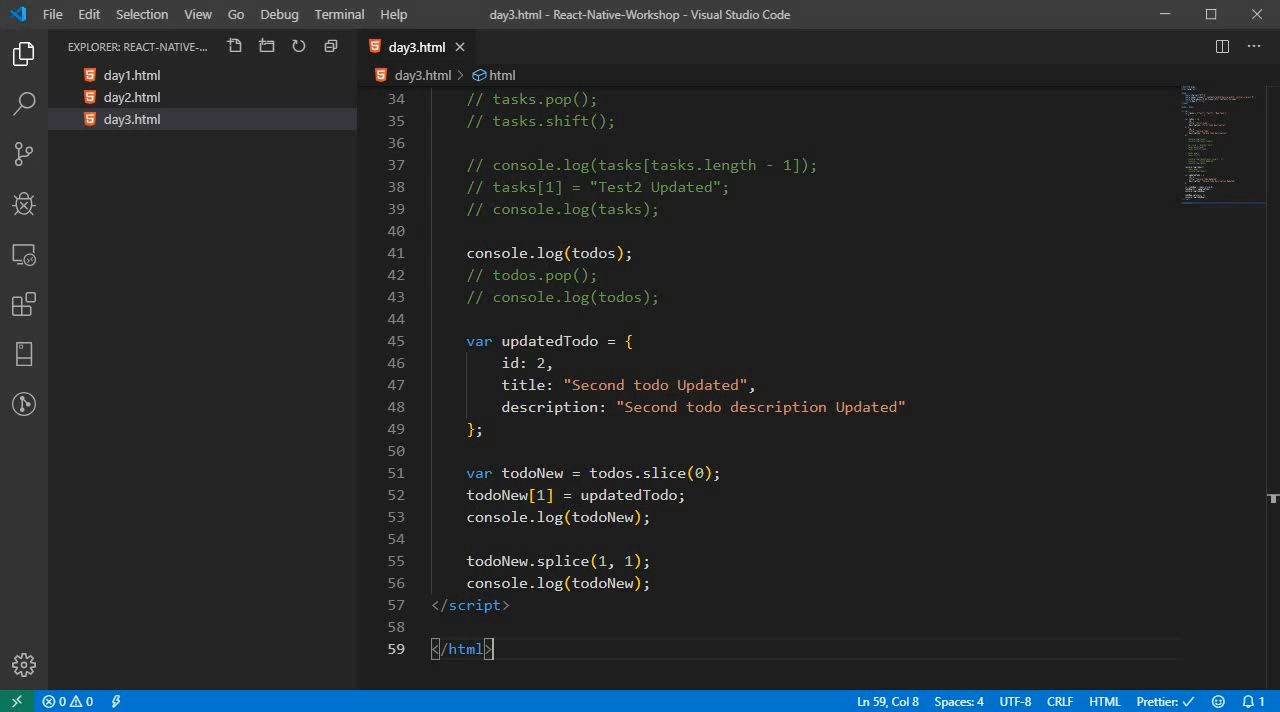 File Edit Selection View Go Debug Terminal Help day3.html - React-Native-Workshop - Visual Studio Code
EXPLORER: REACT-NATIVE-...
day1.html
day2.html
day3.html
day3.html
day3.html > html
34 // tasks.pop();
35 // tasks.shift();
36
37 // console.log(tasks[tasks.length - 1]);
38 // tasks[1] = "Test2 Updated";
39 // console.log(tasks);
40
41 console.log(todos);
42 // todos.pop();
43 // console.log(todos);
44
45 var updatedTodo = {
46 id: 2,
47 title: "Second todo Updated",
48 description: "Second todo description Updated"
49 };
50
51 var todoNew = todos.slice(0);
52 todoNew[1] = updatedTodo;
53 console.log(todoNew);
54
55 todoNew.splice(1, 1);
56 console.log(todoNew);
57 </script>
58
59 </html>
0 0 Ln 59, Col 8 Spaces: 4 UTF-8 CRLF HTML Prettier: ✓ 1